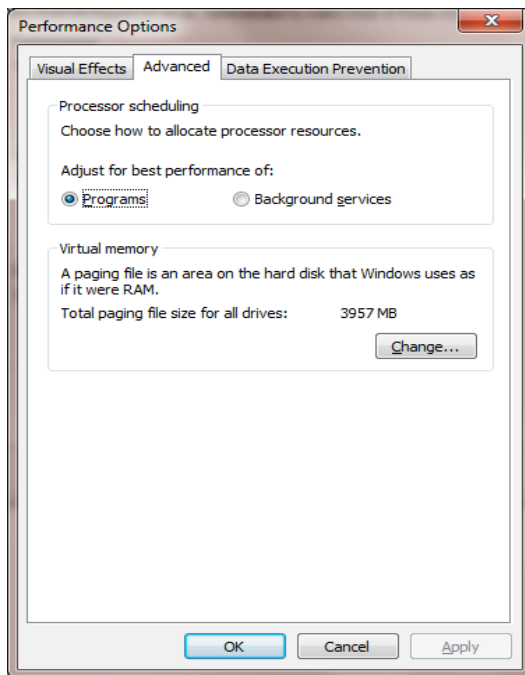 Performance Options
Visual Effects
Advanced
Data Execution Prevention
Processor scheduling
Choose how to allocate processor resources.
Adjust for best performance of:
Programs
Background services
Virtual memory
A paging file is an area on the hard disk that Windows uses as
if it were RAM.
Total paging file size for all drives: 3957 MB
Change...
OK
Cancel
Apply